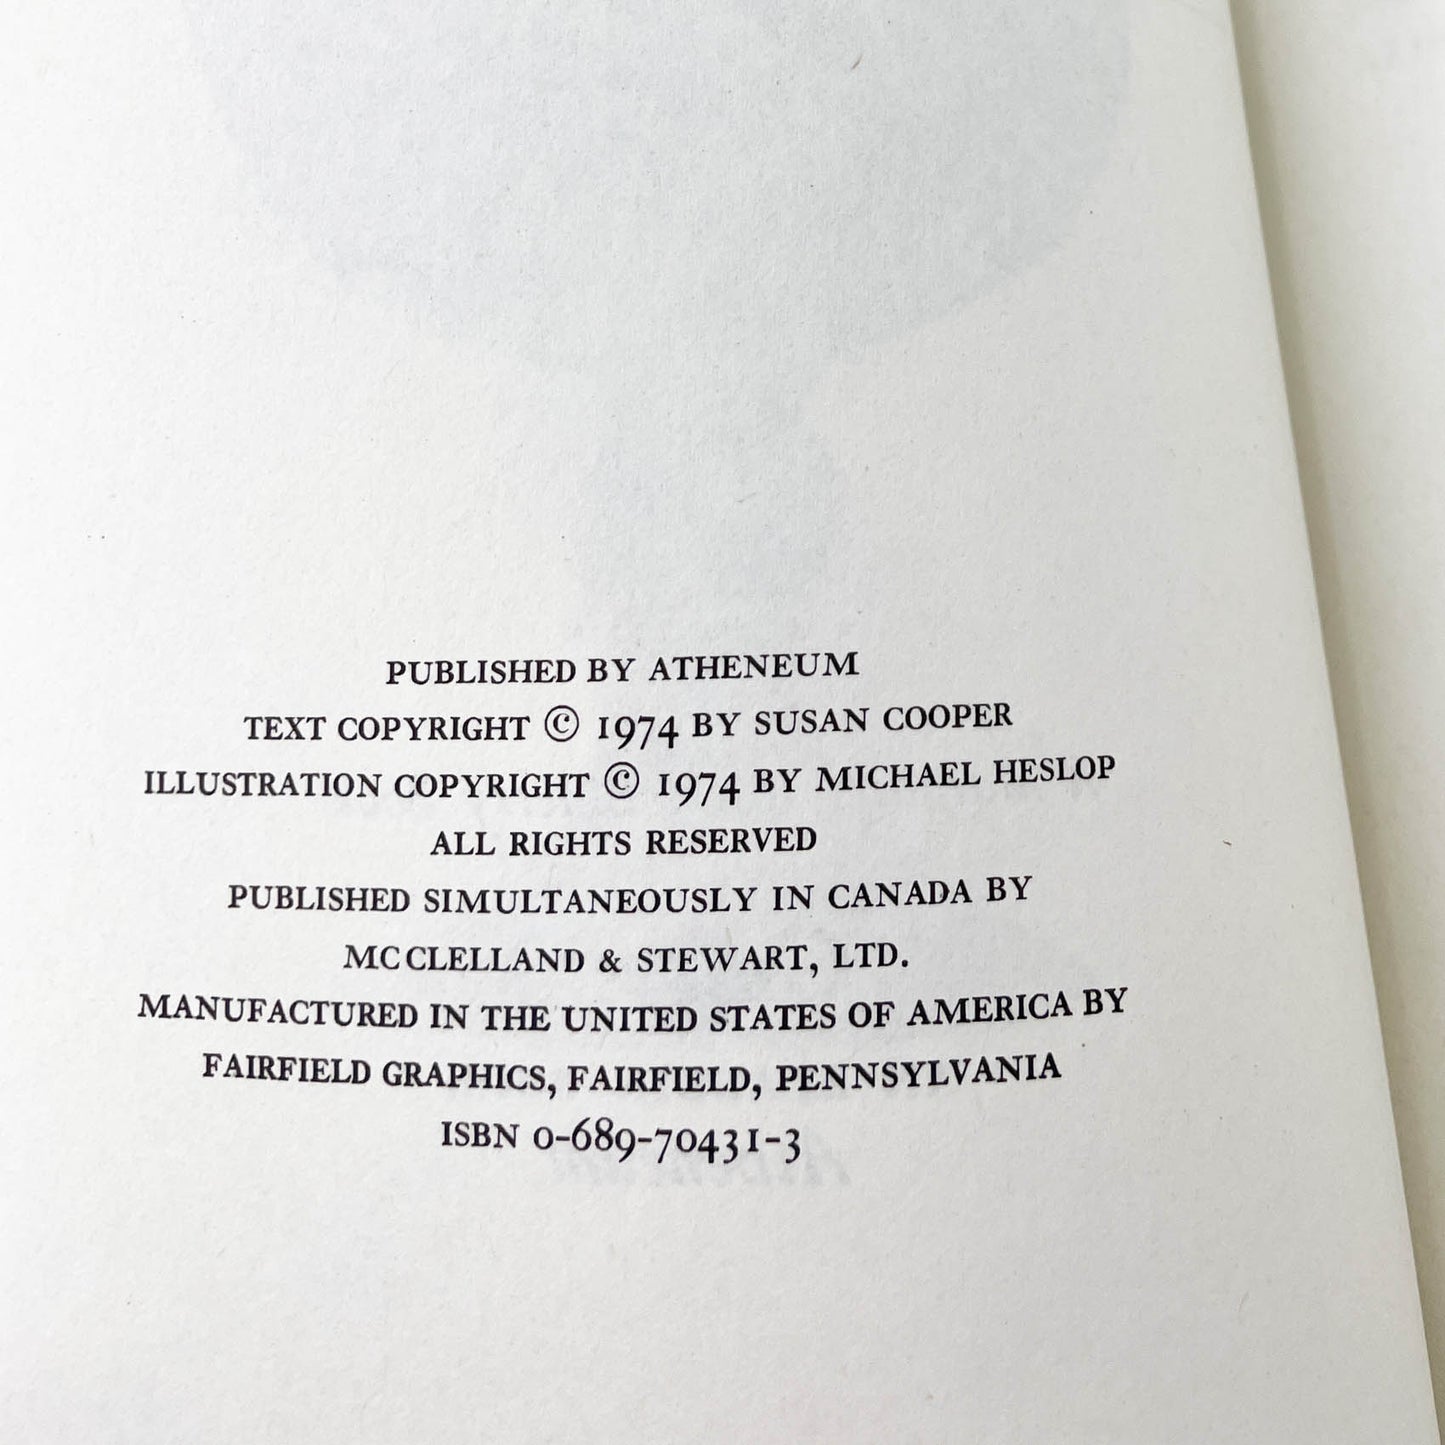 PUBLISHED BY ATHENEUM
TEXT COPYRIGHT © 1974 BY SUSAN COOPER
ILLUSTRATION COPYRIGHT © 1974 BY MICHAEL HESLOP
ALL RIGHTS RESERVED
PUBLISHED SIMULTANEOUSLY IN CANADA BY
MCCLELLAND & STEWART, LTD.
MANUFACTURED IN THE UNITED STATES OF AMERICA BY
FAIRFIELD GRAPHICS, FAIRFIELD, PENNSYLVANIA
ISBN 0-689-70431-3